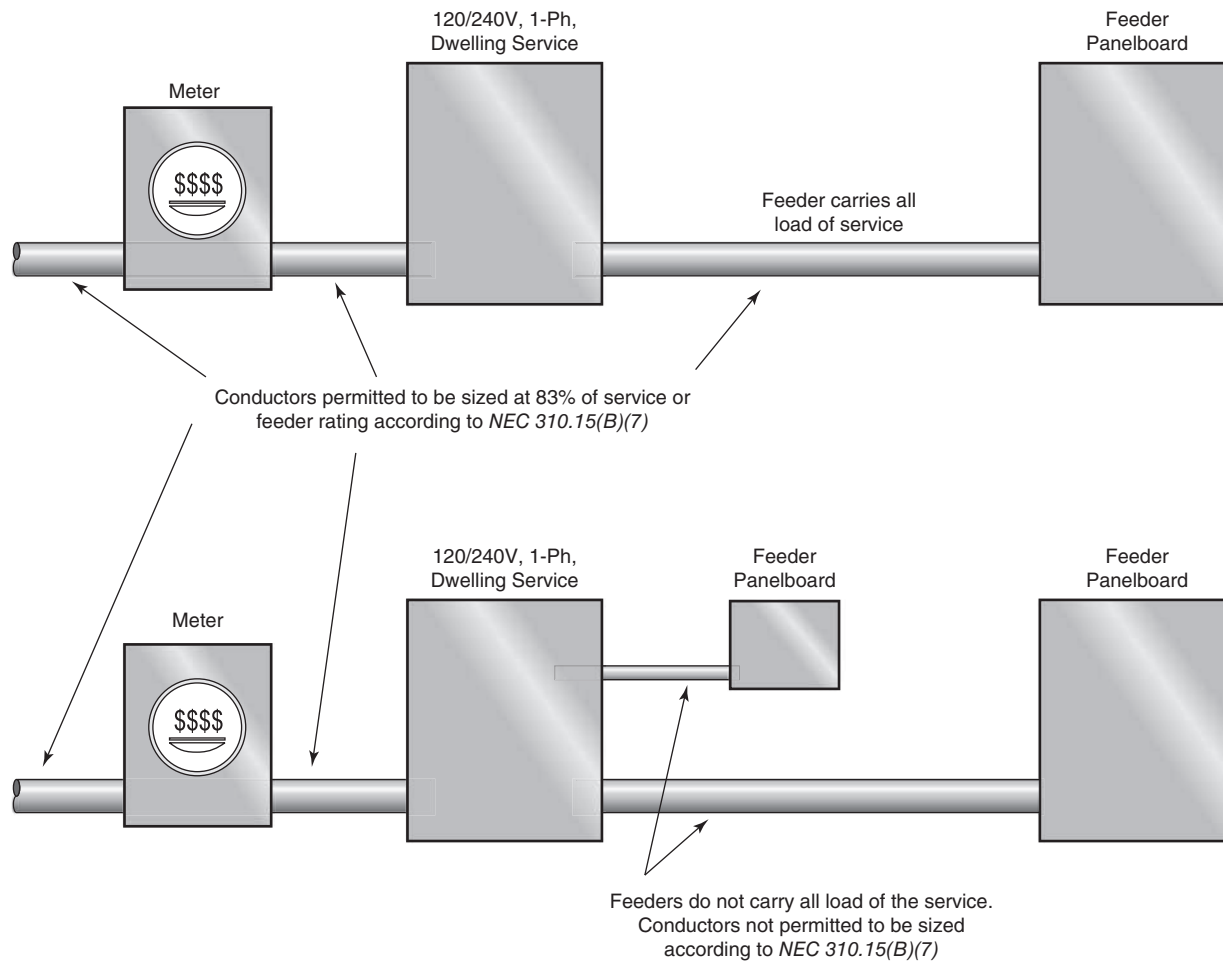 120/240V, 1-Ph,
Dwelling Service
Feeder
Panelboard
Meter
$$$$
Feeder carries all
load of service
Conductors permitted to be sized at 83% of service or
feeder rating according to NEC 310.15(B)(7)
120/240V, 1-Ph,
Dwelling Service
Feeder
Panelboard
Feeder
Panelboard
Meter
$$$$
Feeders do not carry all load of the service.
Conductors not permitted to be sized
according to NEC 310.15(B)(7)